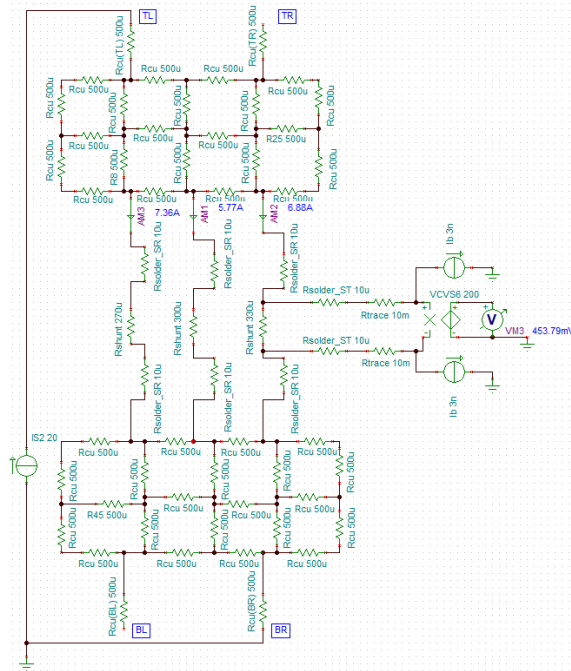 TL
TR
Rcu(TL) 500u
Rcu(TR) 500u
Rcu 500u
Rcu 500u
Rcu 500u
Rcu 500u
Rcu 500u
Rcu 500u
Rcu 500u
Rcu 500u
Rcu 500u
Rcu 500u
Rcu 500u
Rcu 500u
R25 500u
Rcu 500u
R8 500u
Rcu 500u
Rcu 500u
Rcu 500u
Rcu 500u
Rcu 500u
Rcu 500u
AM3
7.36A
AM1
5.77A
AM2
6.88A
Rsolder_SR 10u
Rsolder_SR 10u
Rsolder_SR 10u
Ib 3n
Rsolder_ST 10u
Rtrace 10m
VCVS6 200
Rshunt 270u
Rshunt 300u
Rshunt 330u
+
-
+
-
V
+
VM3
453.79mV
Rsolder_ST 10u
Rtrace 10m
Ib 3n
Rsolder_SR 10u
Rsolder_SR 10u
Rsolder_SR 10u
IS2 20
Rcu 500u
Rcu 500u
Rcu 500u
Rcu 500u
Rcu 500u
Rcu 500u
Rcu 500u
Rcu 500u
Rcu 500u
R45 500u
Rcu 500u
Rcu 500u
Rcu 500u
Rcu 500u
Rcu 500u
Rcu 500u
Rcu 500u
Rcu 500u
Rcu 500u
Rcu 500u
Rcu 500u
Rcu(BL) 500u
Rcu(BR) 500u
BL
BR